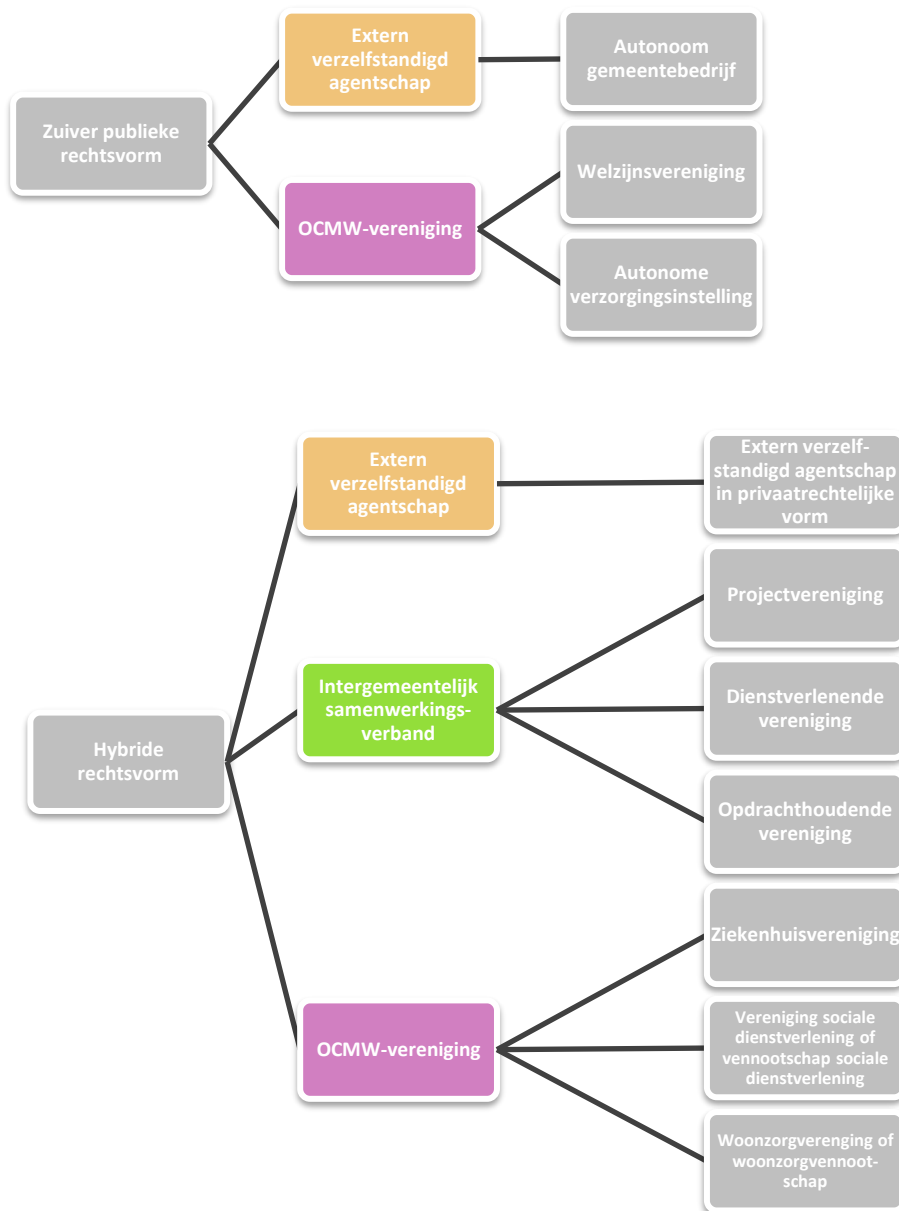 Zuiver publieke
rechtsvorm
Extern
verzelfstandigd
agentschap
Autonoom
gemeentebedrijf
OCMW-vereniging
Welzijnsvereniging
Autonome
verzorgingsinstelling
Hybride
rechtsvorm
Extern
verzelfstandigd
agentschap
Extern verzelf-
standigd agentschap
in privaatrechtelijke
vorm
Intergemeentelijk
samenwerkings-
verband
Projectvereniging
Dienstverlenende
vereniging
Opdrachthoudende
vereniging
OCMW-vereniging
Ziekenhuisvereniging
Vereniging sociale
dienstverlening of
vennootschap sociale
dienstverlening
Woonzorgverenging of
woonzorgvennoot-
schap